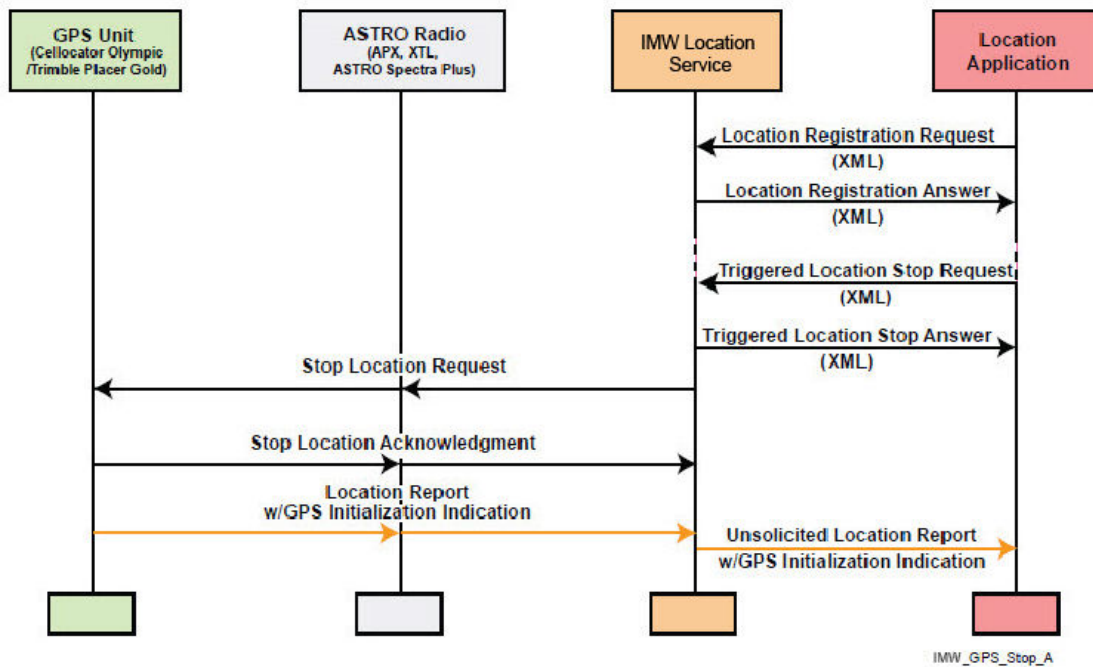 GPS Unit
(Cellocator Olympic
/Trimble Placer Gold)
ASTRO Radio
(APX, XTL,
ASTRO Spectra Plus)
IMW Location
Service
Location
Application
Location Registration Request
(XML)
Location Registration Answer
(XML)
Triggered Location Stop Request
(XML)
Triggered Location Stop Answer
(XML)
Stop Location Request
Stop Location Acknowledgment
Location Report
w/GPS Initialization Indication
Unsolicited Location Report
w/GPS Initialization Indication
IMW_GPS_Stop_A